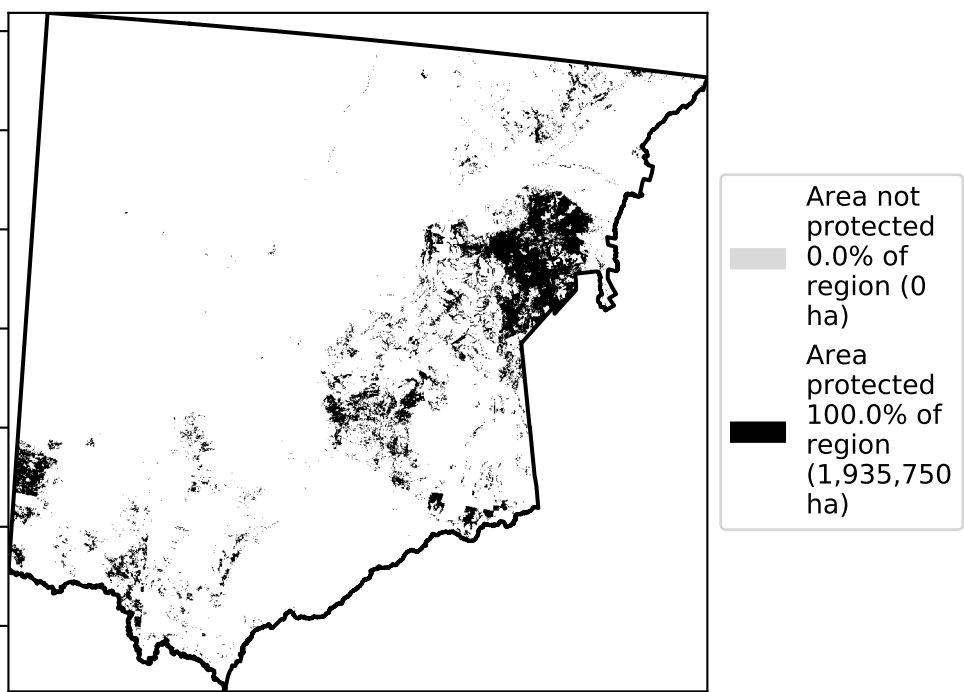 Area not
protected
0.0% of
region (0
ha)
Area
protected
100.0% of
region
(1,935,750
ha)